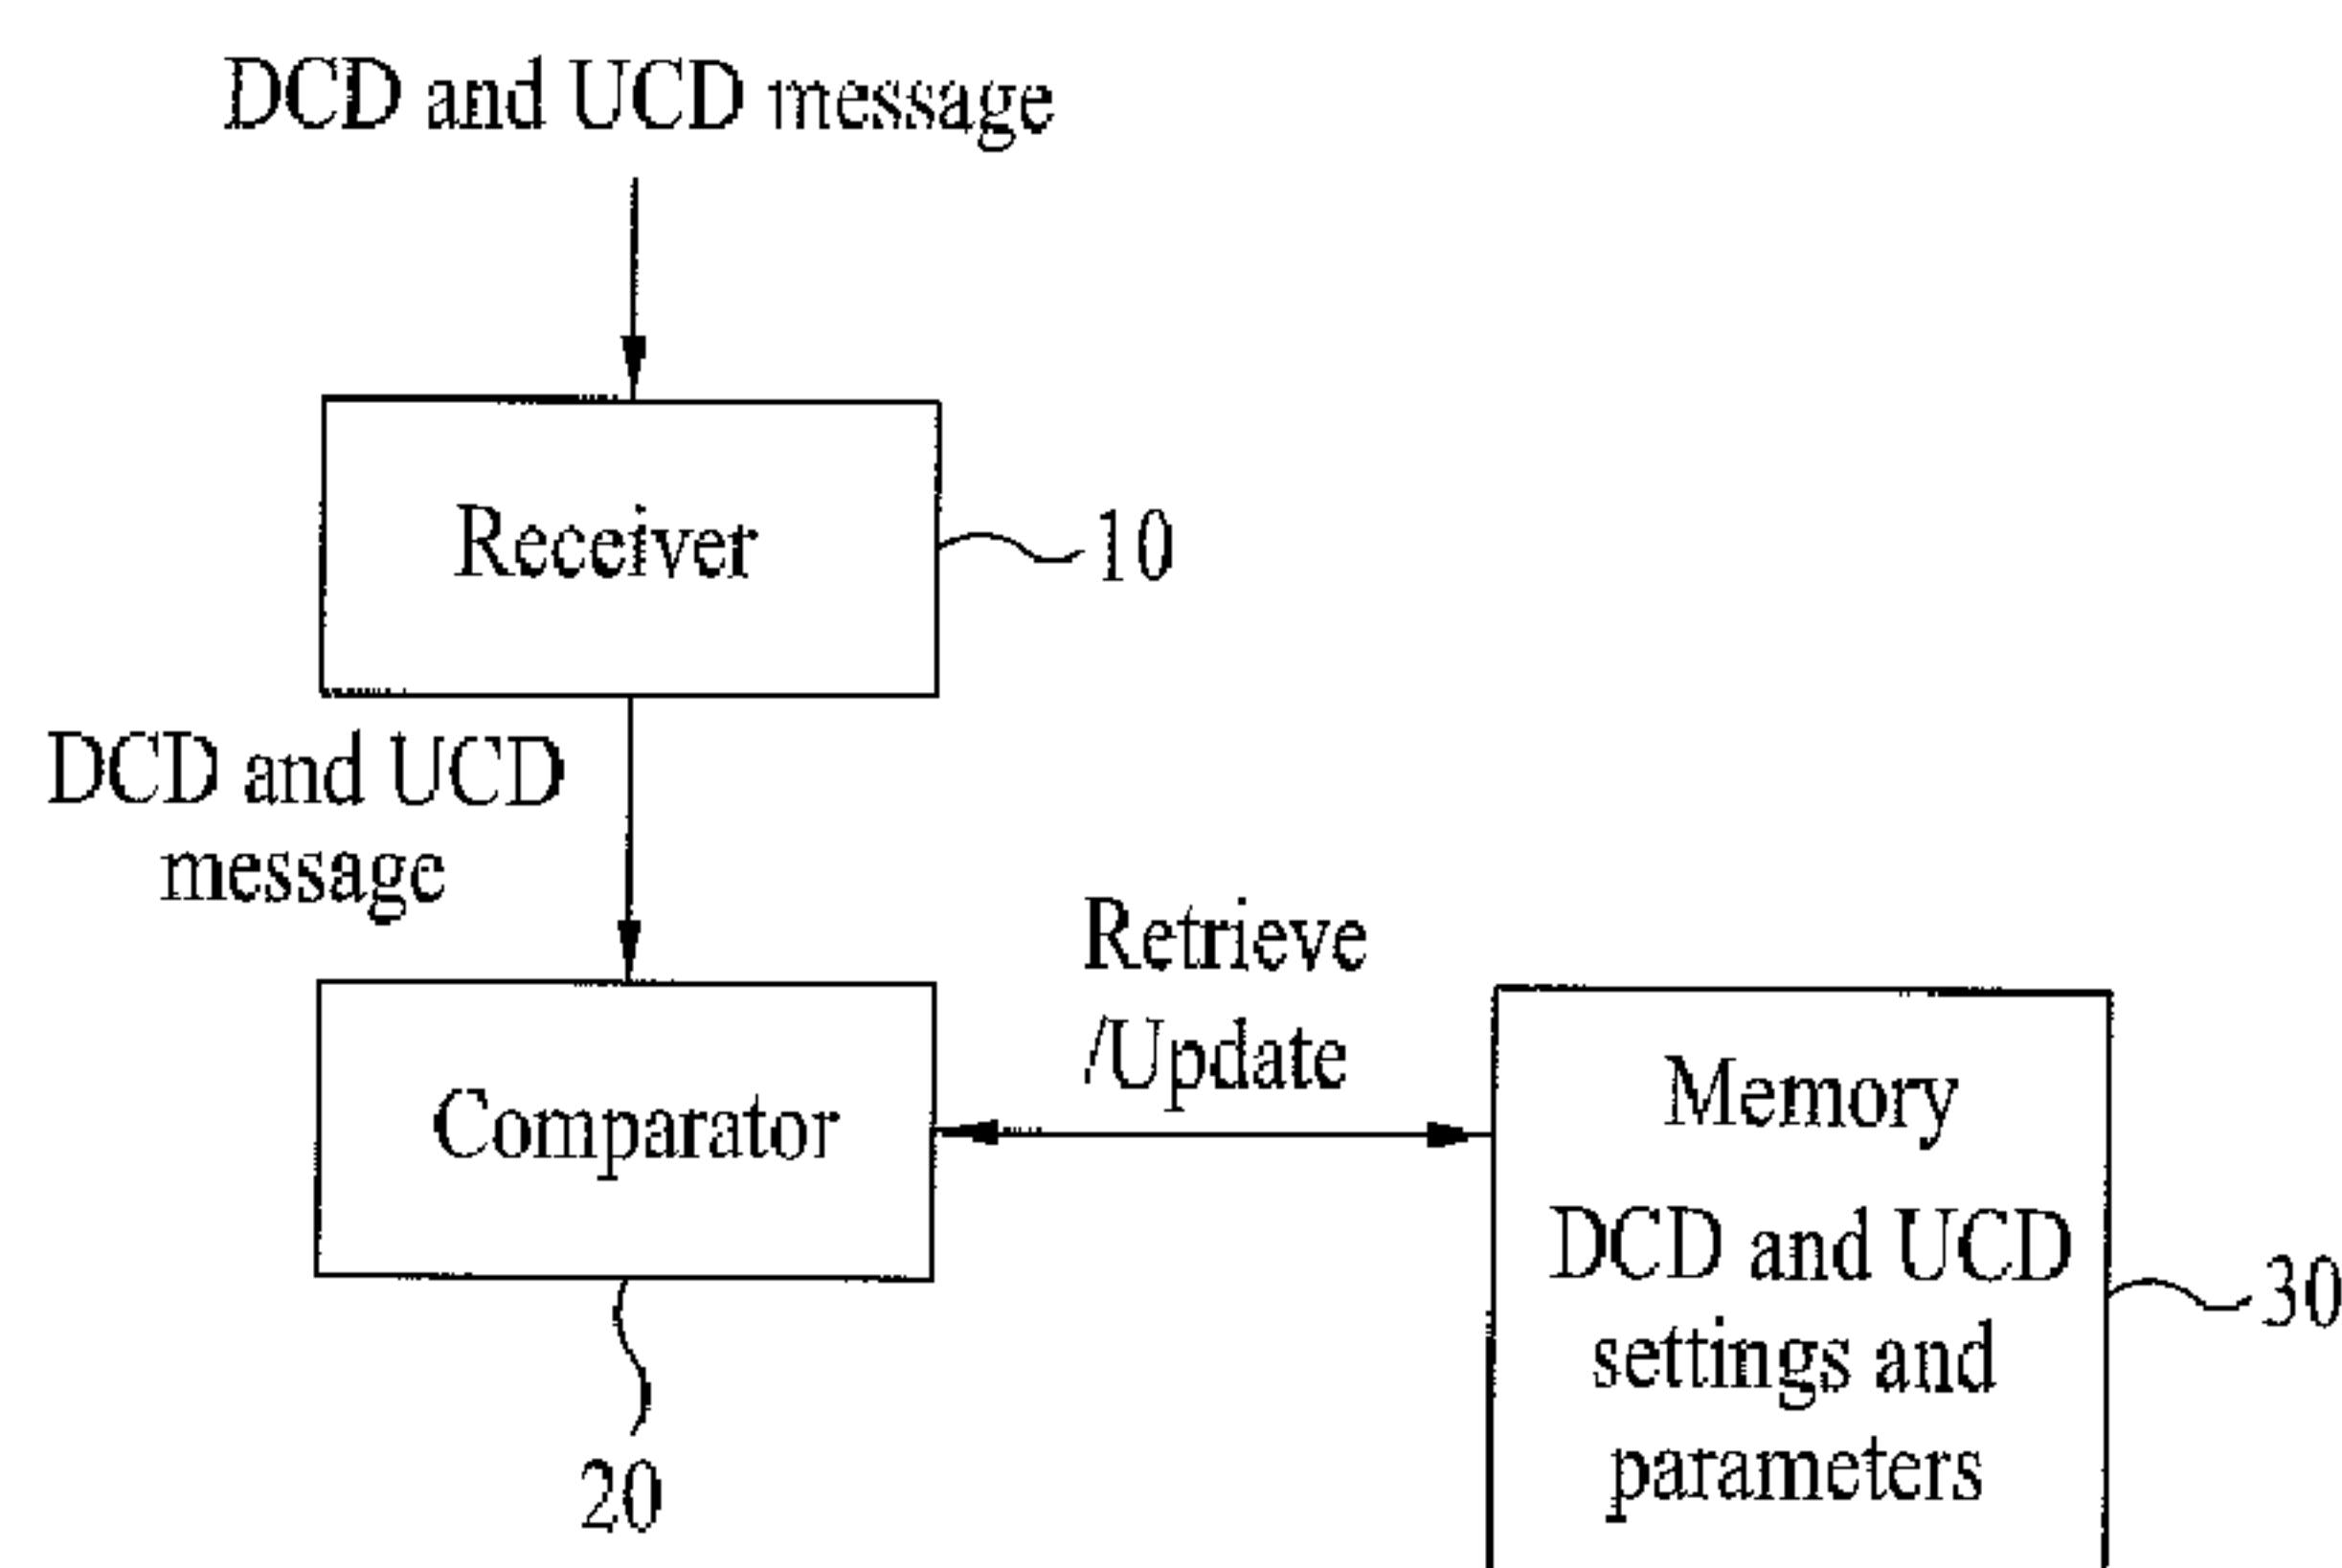 DCD and UCD message
Receiver
10
DCD and UCD
message
Retrieve
/Update
Comparator
20
Memory
DCD and UCD
settings and
parameters
30